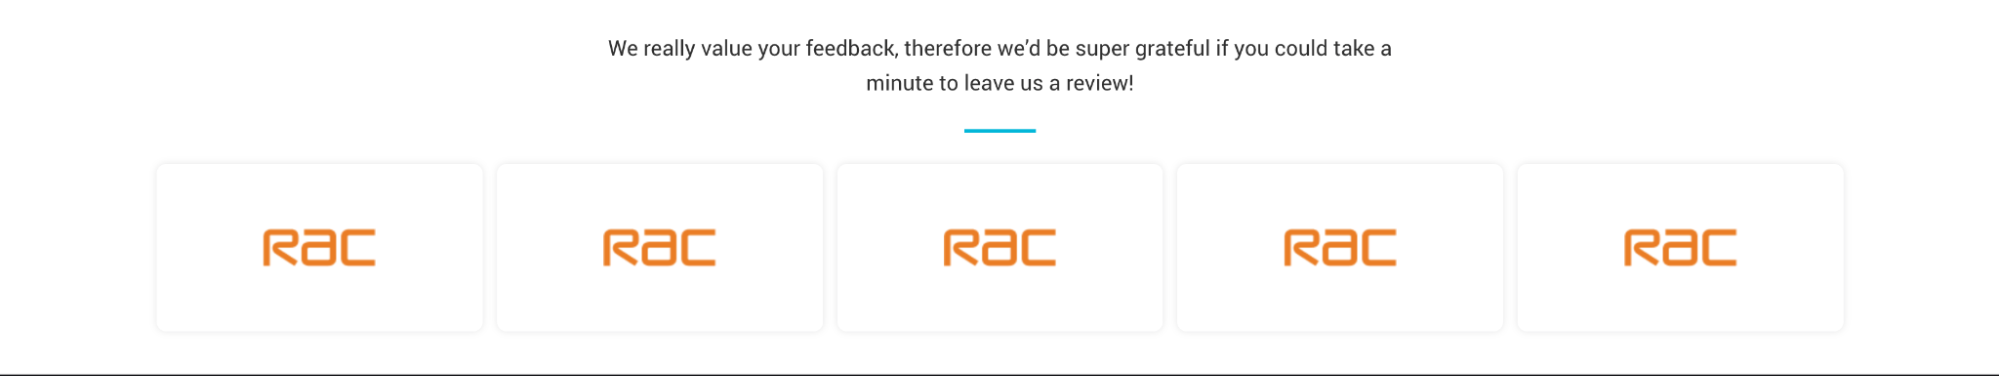 We really value your feedback, therefore we’d be super grateful if you could take a
minute to leave us a review!
RAC RAC RAC RAC RAC